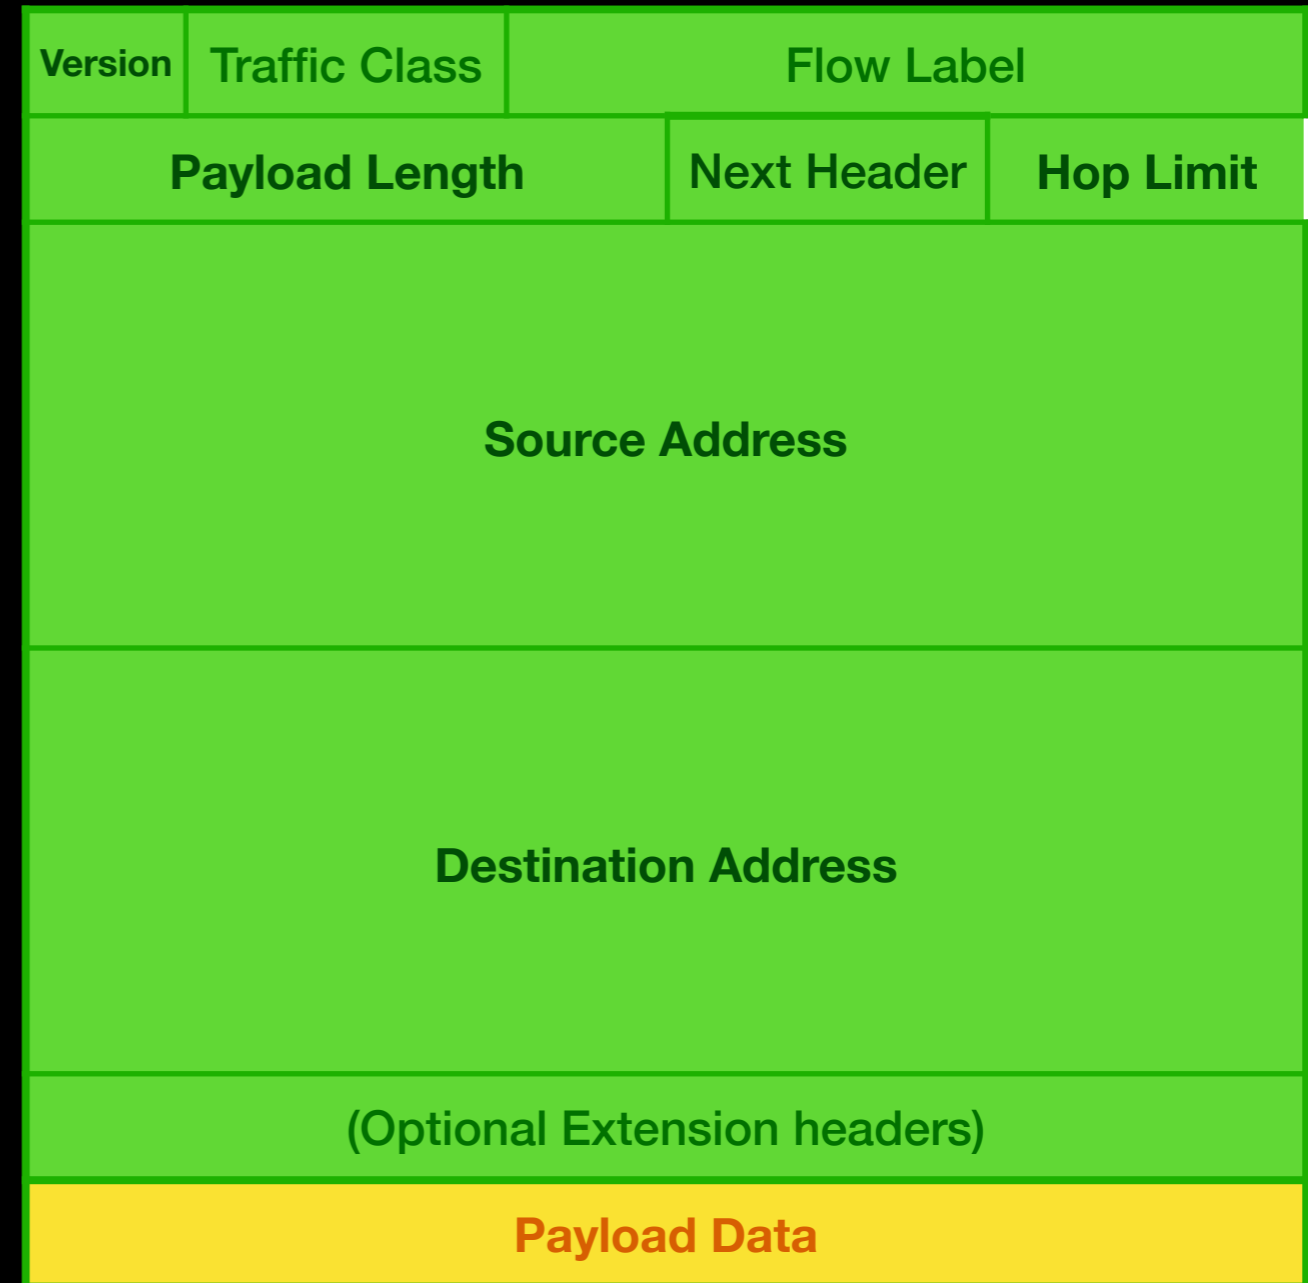 Version
Traffic Class
Flow Label
Payload Length
Next Header
Hop Limit
Source Address
Destination Address
(Optional Extension headers)
Payload Data